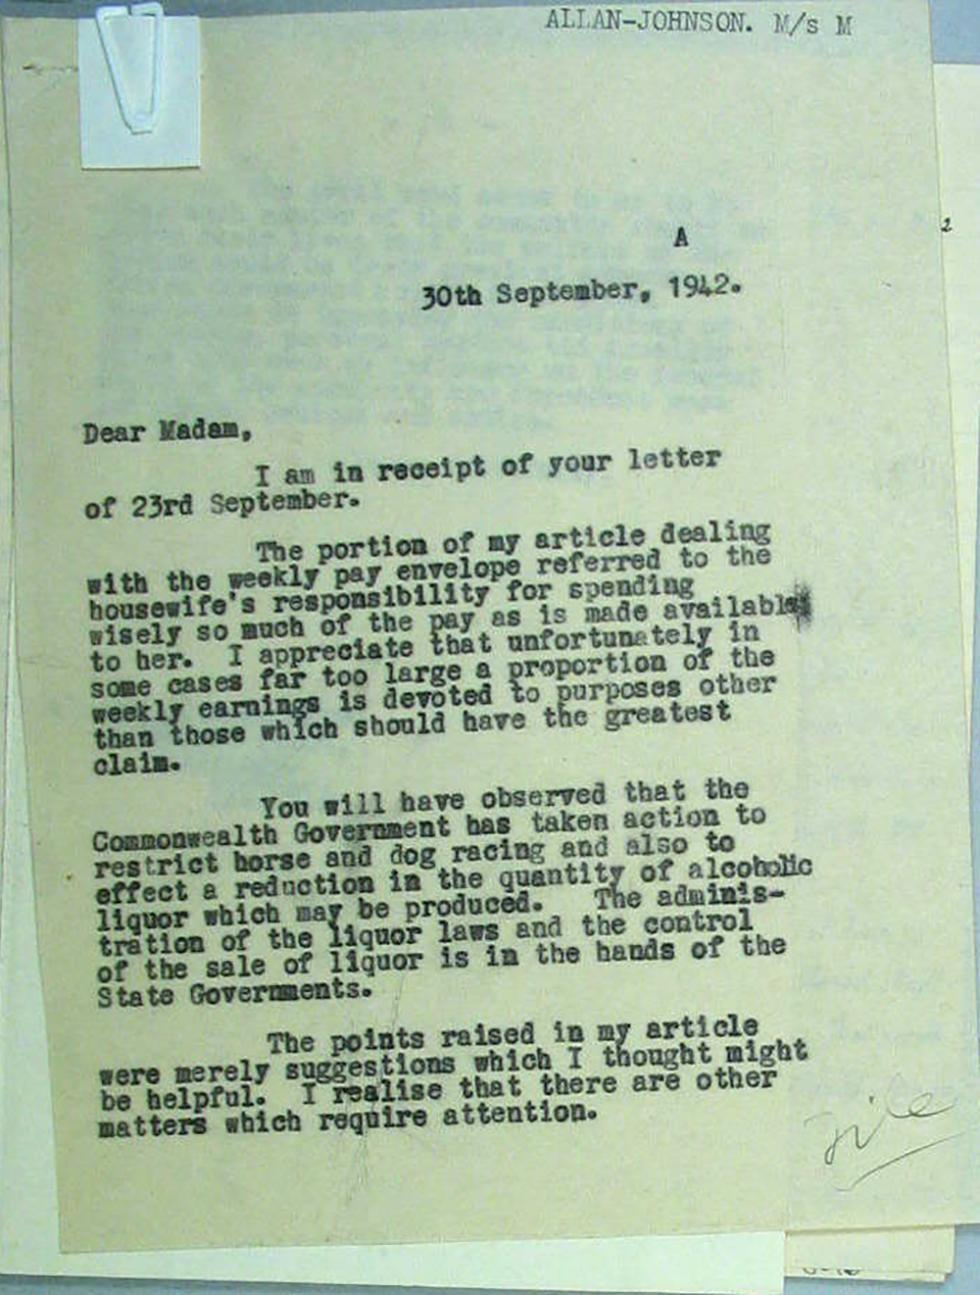 ALLAN-JOHNSON. M/s M
A
2
30th September, 1942.
Dear Madam,
I am in receipt of your letter
of 23rd September.
The portion of my article dealing
with the weekly pay envelope referred to the
housewife's responsibility for spending
wisely so much of the pay as is made available
to her. I appreciate that unfortunately in
some cases far too large a proportion of the
weekly earnings is devoted to purposes other
than those which should have the greatest
claim.
You will have observed that the
Commonwealth Government has taken action to
restrict horse and dog racing and also to
effect a reduction in the quantity of alcoholic
liquor which may be produced. The adminis-
tration of the liquor laws and the control
of the sale of liquor is in the hands of the
State Governments.
The points raised in my article
were merely suggestions which I thought might
be helpful. I realise that there are other
matters which require attention.
File